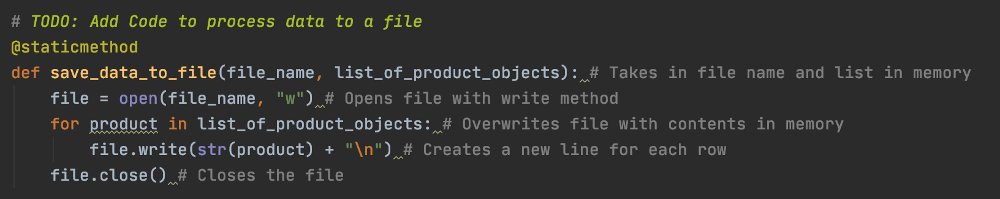 # TODO: Add Code to process data to a file
@staticmethod
def save_data_to_file(file_name, list_of_product_objects): # Takes in file name and list in memory
    file = open(file_name, "w") # Opens file with write method
    for product in list_of_product_objects: # Overwrites file with contents in memory
        file.write(str(product) + "\n") # Creates a new line for each row
    file.close() # Closes the file